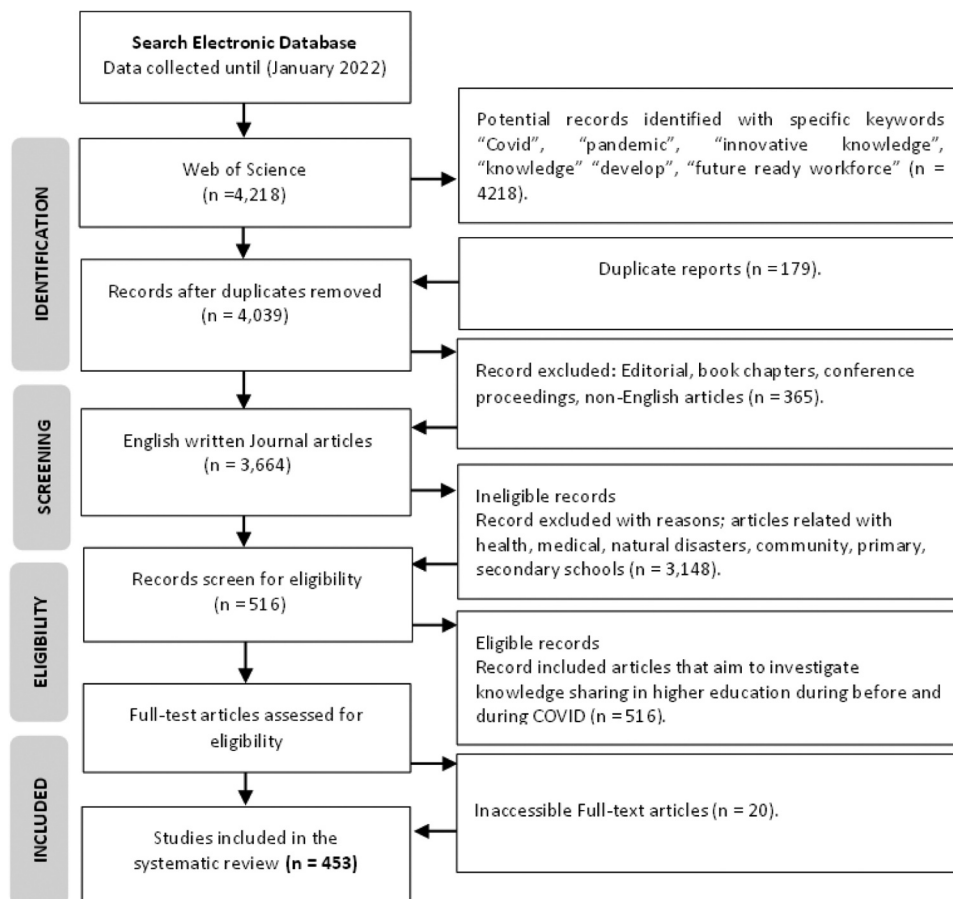 Search Electronic Database
Data collected until (January 2022)
Potential records identified with specific keywords
“Covid”, “pandemic”, “innovative knowledge”,
“knowledge” “develop”, “future ready workforce” (n =
4218).
IDENTIFICATION
Web of Science
(n =4,218)
Duplicate reports (n = 179).
Records after duplicates removed
(n = 4,039)
Record excluded: Editorial, book chapters, conference
proceedings, non-English articles (n = 365).
SCREENING
English written Journal articles
(n = 3,664)
Ineligible records
Record excluded with reasons; articles related with
health, medical, natural disasters, community, primary,
secondary schools (n = 3,148).
ELIGIBILITY
Records screen for eligibility
(n = 516)
Eligible records
Record included articles that aim to investigate
knowledge sharing in higher education during before and
during COVID (n = 516).
Full-test articles assessed for
eligibility
INCLUDED
Inaccessible Full-text articles (n = 20).
Studies included in the
systematic review (n = 453)